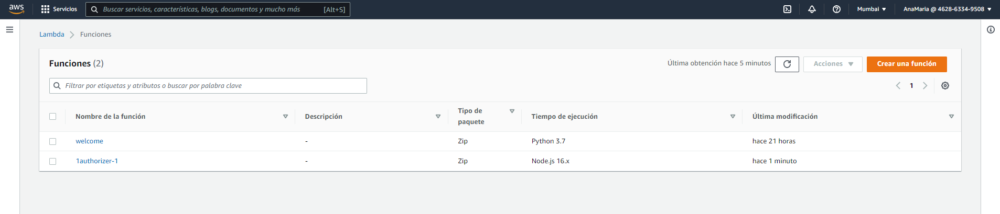 aws
Servicios
Buscar servicios, características, blogs, documentos y mucho más [Alt+S]
Mumbai
AnaMaria @ 4628-6334-9508
Lambda
Funciones
Funciones (2)
Última obtención hace 5 minutos
Acciones
Crear una función
Filtrar por etiquetas y atributos o buscar por palabra clave
1
Nombre de la función
Descripción
Tipo de
paquete
Tiempo de ejecución
Última modificación
welcome - Zip Python 3.7 hace 21 horas
1authorizer-1 - Zip Node.js 16.x hace 1 minuto